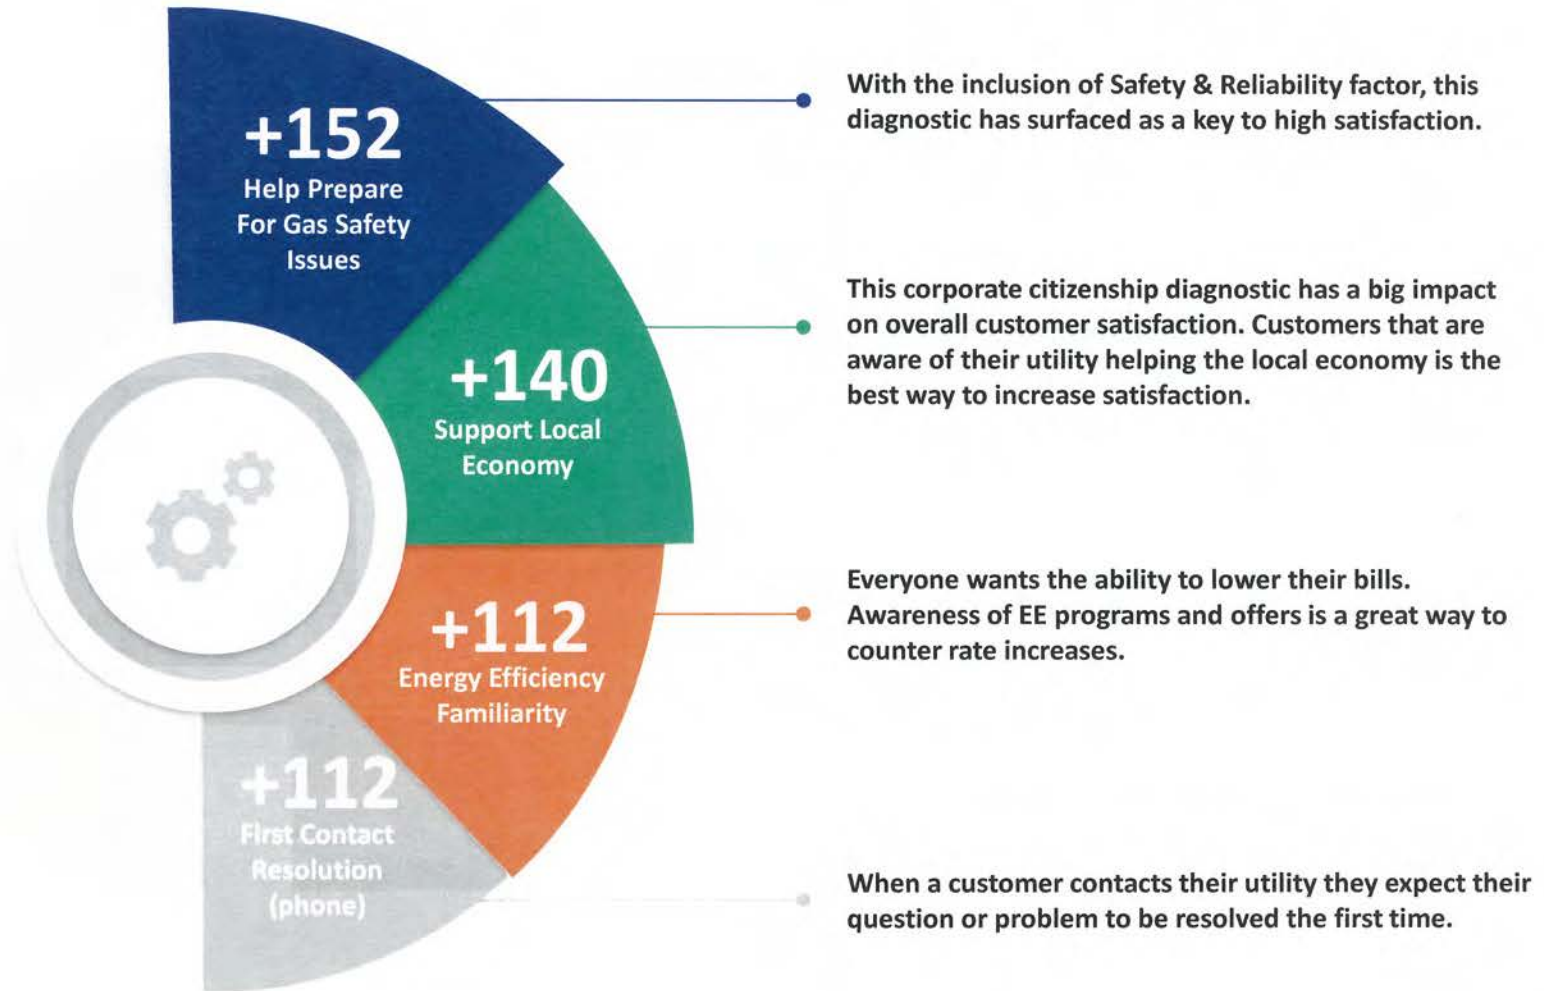 +152
Help Prepare
For Gas Safety
Issues
With the inclusion of Safety & Reliability factor, this
diagnostic has surfaced as a key to high satisfaction.
+140
Support Local
Economy
This corporate citizenship diagnostic has a big impact
on overall customer satisfaction. Customers that are
aware of their utility helping the local economy is the
best way to increase satisfaction.
+112
Energy Efficiency
Familiarity
Everyone wants the ability to lower their bills.
Awareness of EE programs and offers is a great way to
counter rate increases.
+112
First Contact
Resolution
(phone)
When a customer contacts their utility they expect their
question or problem to be resolved the first time.